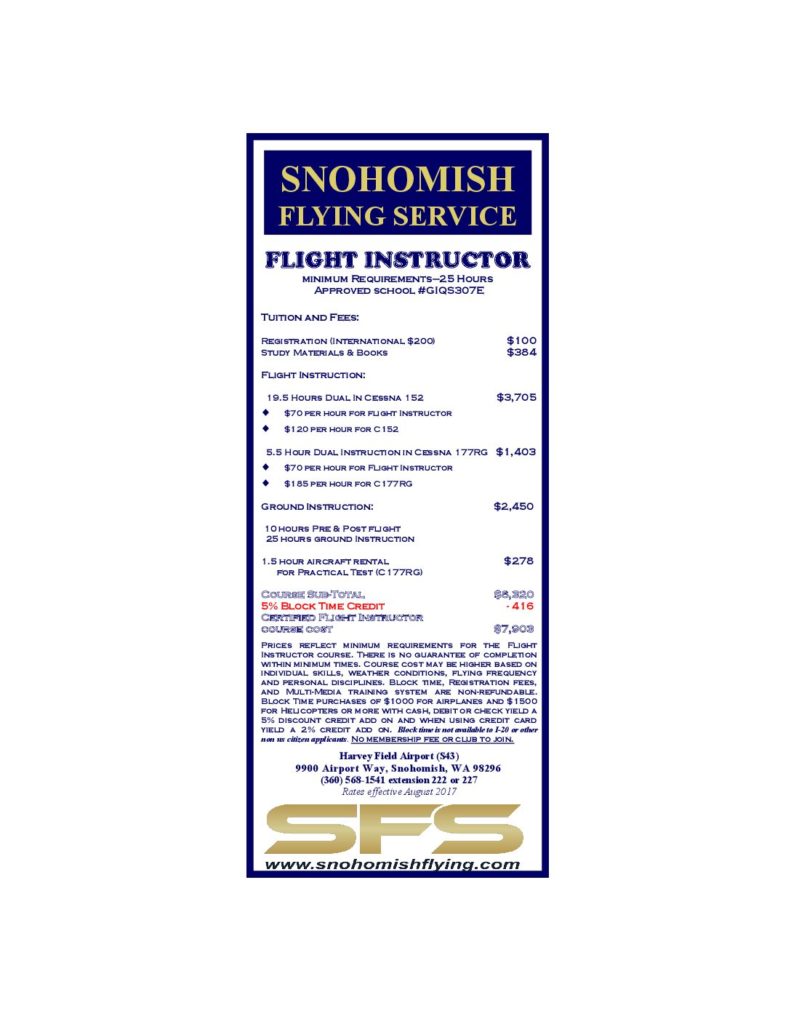 SNOHOMISH
FLYING SERVICE
FLIGHT INSTRUCTOR
MINIMUM REQUIREMENTS–25 HOURS
APPROVED SCHOOL #GIQS307E
TUITION AND FEES:
REGISTRATION (INTERNATIONAL $200) $100
STUDY MATERIALS & BOOKS $384
FLIGHT INSTRUCTION:
19.5 HOURS DUAL IN CESSNA 152 $3,705
◆ $70 PER HOUR FOR FLIGHT INSTRUCTOR
◆ $120 PER HOUR FOR C152
5.5 HOUR DUAL INSTRUCTION IN CESSNA 177RG $1,403
◆ $70 PER HOUR FOR FLIGHT INSTRUCTOR
◆ $185 PER HOUR FOR C177RG
GROUND INSTRUCTION: $2,450
10 HOURS PRE & POST FLIGHT
25 HOURS GROUND INSTRUCTION
1.5 HOUR AIRCRAFT RENTAL $278
FOR PRACTICAL TEST (C177RG)
COURSE SUB-TOTAL $8,320
5% BLOCK TIME CREDIT - 416
CERTIFIED FLIGHT INSTRUCTOR
COURSE COST $7,903
PRICES REFLECT MINIMUM REQUIREMENTS FOR THE FLIGHT
INSTRUCTOR COURSE. THERE IS NO GUARANTEE OF COMPLETION
WITHIN MINIMUM TIMES. COURSE COST MAY BE HIGHER BASED ON
INDIVIDUAL SKILLS, WEATHER CONDITIONS, FLYING FREQUENCY
AND PERSONAL DISCIPLINES. BLOCK TIME, REGISTRATION FEES,
AND MULTI-MEDIA TRAINING SYSTEM ARE NON-REFUNDABLE.
BLOCK TIME PURCHASES OF $1000 FOR AIRPLANES AND $1500
FOR HELICOPTERS OR MORE WITH CASH, DEBIT OR CHECK YIELD A
5% DISCOUNT CREDIT ADD ON AND WHEN USING CREDIT CARD
YIELD A 2% CREDIT ADD ON. Block time is not available to I-20 or other
non us citizen applicants. NO MEMBERSHIP FEE OR CLUB TO JOIN.
Harvey Field Airport (S43)
9900 Airport Way, Snohomish, WA 98296
(360) 568-1541 extension 222 or 227
Rates effective August 2017
SFS
www.snohomishflying.com